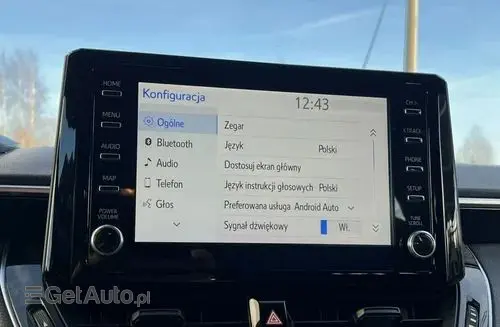 HOME
MENU
AUDIO
MAP
POWER
VOLUME
Konfiguracja
12:43
Ogólne
Bluetooth
Audio
Telefon
Głos
Zegar
Język
Polski
Dostosuj ekran główny
Język instrukcji głosowych
Polski
Preferowana usługa
Android Auto
Sygnał dźwiękowy
Wł.
CH >
< TRACK
PHONE
SETUP
TUNE
SCROLL
GetAuto.pl